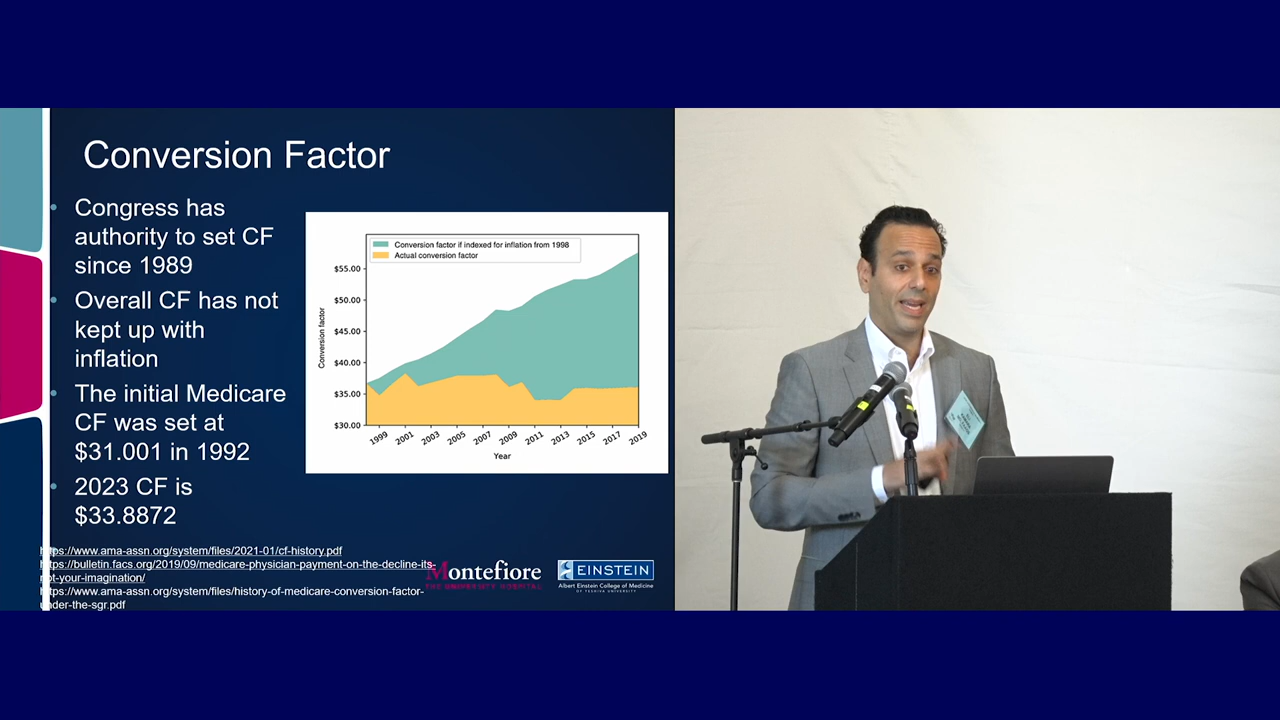 Conversion Factor
Congress has
authority to set CF
since 1989
Overall CF has not
kept up with
inflation
The initial Medicare
CF was set at
$31.001 in 1992
2023 CF is
$33.8872
Conversion factor if indexed for inflation from 1998
Actual conversion factor
Conversion factor
$55.00
$50.00
$45.00
$40.00
$35.00
$30.00
1999 2001 2003 2005 2007 2009 2011 2013 2015 2017 2019
Year
https://www.ama-assn.org/system/files/2021-01/cf-history.pdf
https://bulletin.facs.org/2019/09/medicare-physician-payment-on-the-decline-its-
not-your-imagination/
https://www.ama-assn.org/system/files/history-of-medicare-conversion-factor-
under-the-sgr.pdf
Montefiore
THE UNIVERSITY HOSPITAL
EINSTEIN
Albert Einstein College of Medicine
OF YESHIVA UNIVERSITY